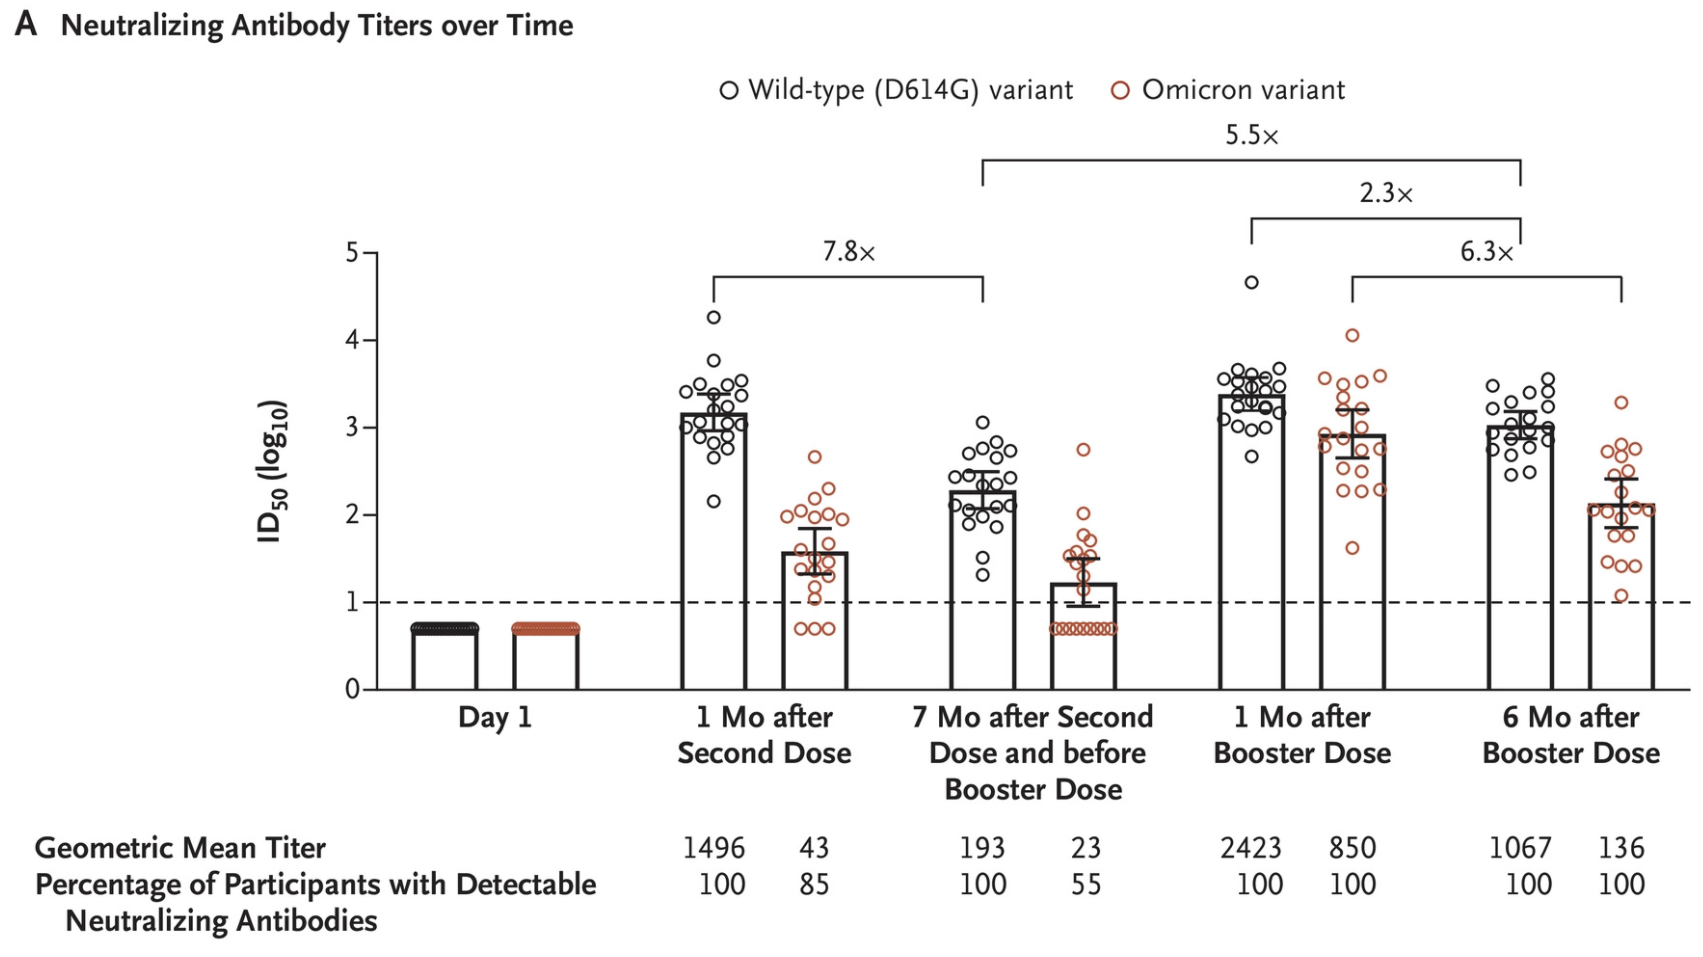 A Neutralizing Antibody Titers over Time
Wild-type (D614G) variant Omicron variant
5.5×
2.3×
7.8× 6.3×
5
4
3
2
1
0
ID50 (log10)
Day 1 1 Mo after 7 Mo after Second 1 Mo after 6 Mo after
Second Dose Dose and before Booster Dose Booster Dose
Booster Dose
Geometric Mean Titer 1496 43 193 23 2423 850 1067 136
Percentage of Participants with Detectable 100 85 100 55 100 100 100 100
Neutralizing Antibodies